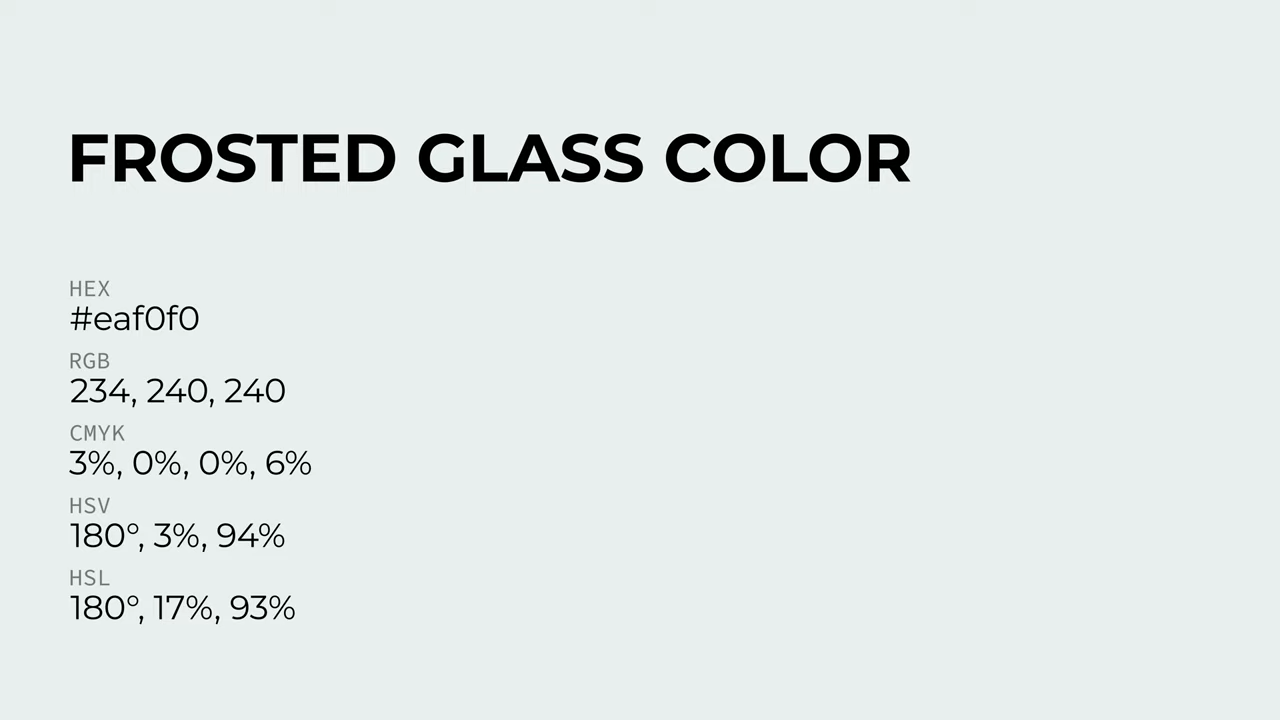 FROSTED GLASS COLOR
HEX
#eaf0f0
RGB
234, 240, 240
CMYK
3%, 0%, 0%, 6%
HSV
180°, 3%, 94%
HSL
180°, 17%, 93%